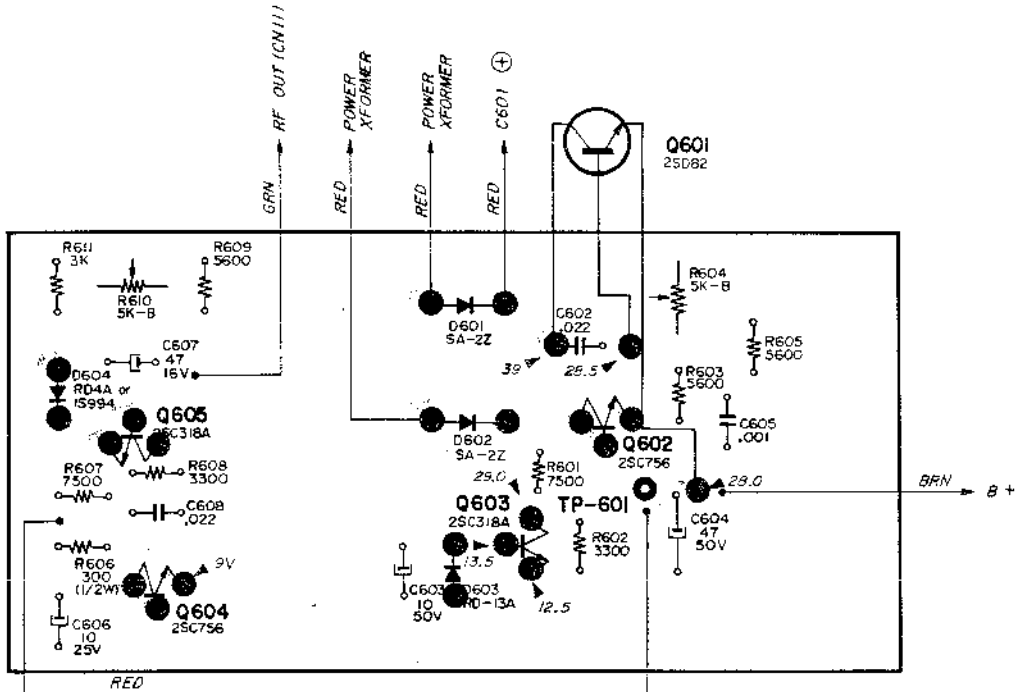 RF OUT (CN11)
GRN
POWER
XFORMER
RED
POWER
XFORMER
RED
C601 +
RED
Q601
2SD82
R611
3K
R610
5K-B
R609
5600
D601
SA-2Z
C602
.022
39
28.5
R604
5K-B
R605
5600
R603
5600
C605
.001
C607
47
16V
D604
RD4A or
1S994
Q605
2SC318A
R607
7500
R608
3300
C608
.022
R606
300
(1/2W)
9V
Q604
2SC756
C606
10
25V
D602
SA-2Z
29.0
R601
7500
Q602
2SC756
Q603
2SC318A
TP-601
28.0
BRN
B +
13.5
R602
3300
C604
47
50V
C603
10
50V
D603
RD-13A
12.5
RED